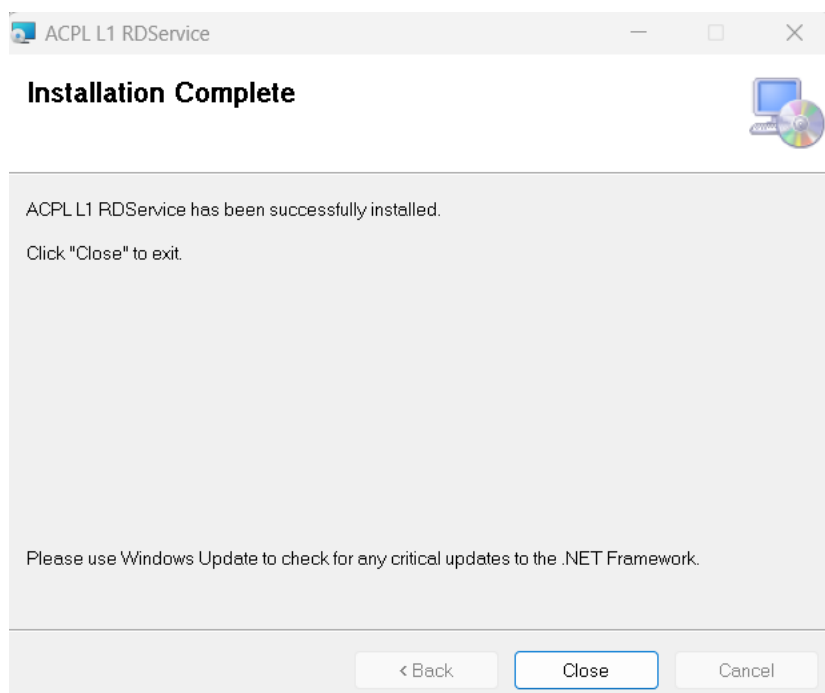 ACPL L1 RDService
Installation Complete
ACPL L1 RDService has been successfully installed.
Click "Close" to exit.
Please use Windows Update to check for any critical updates to the .NET Framework.
< Back
Close
Cancel